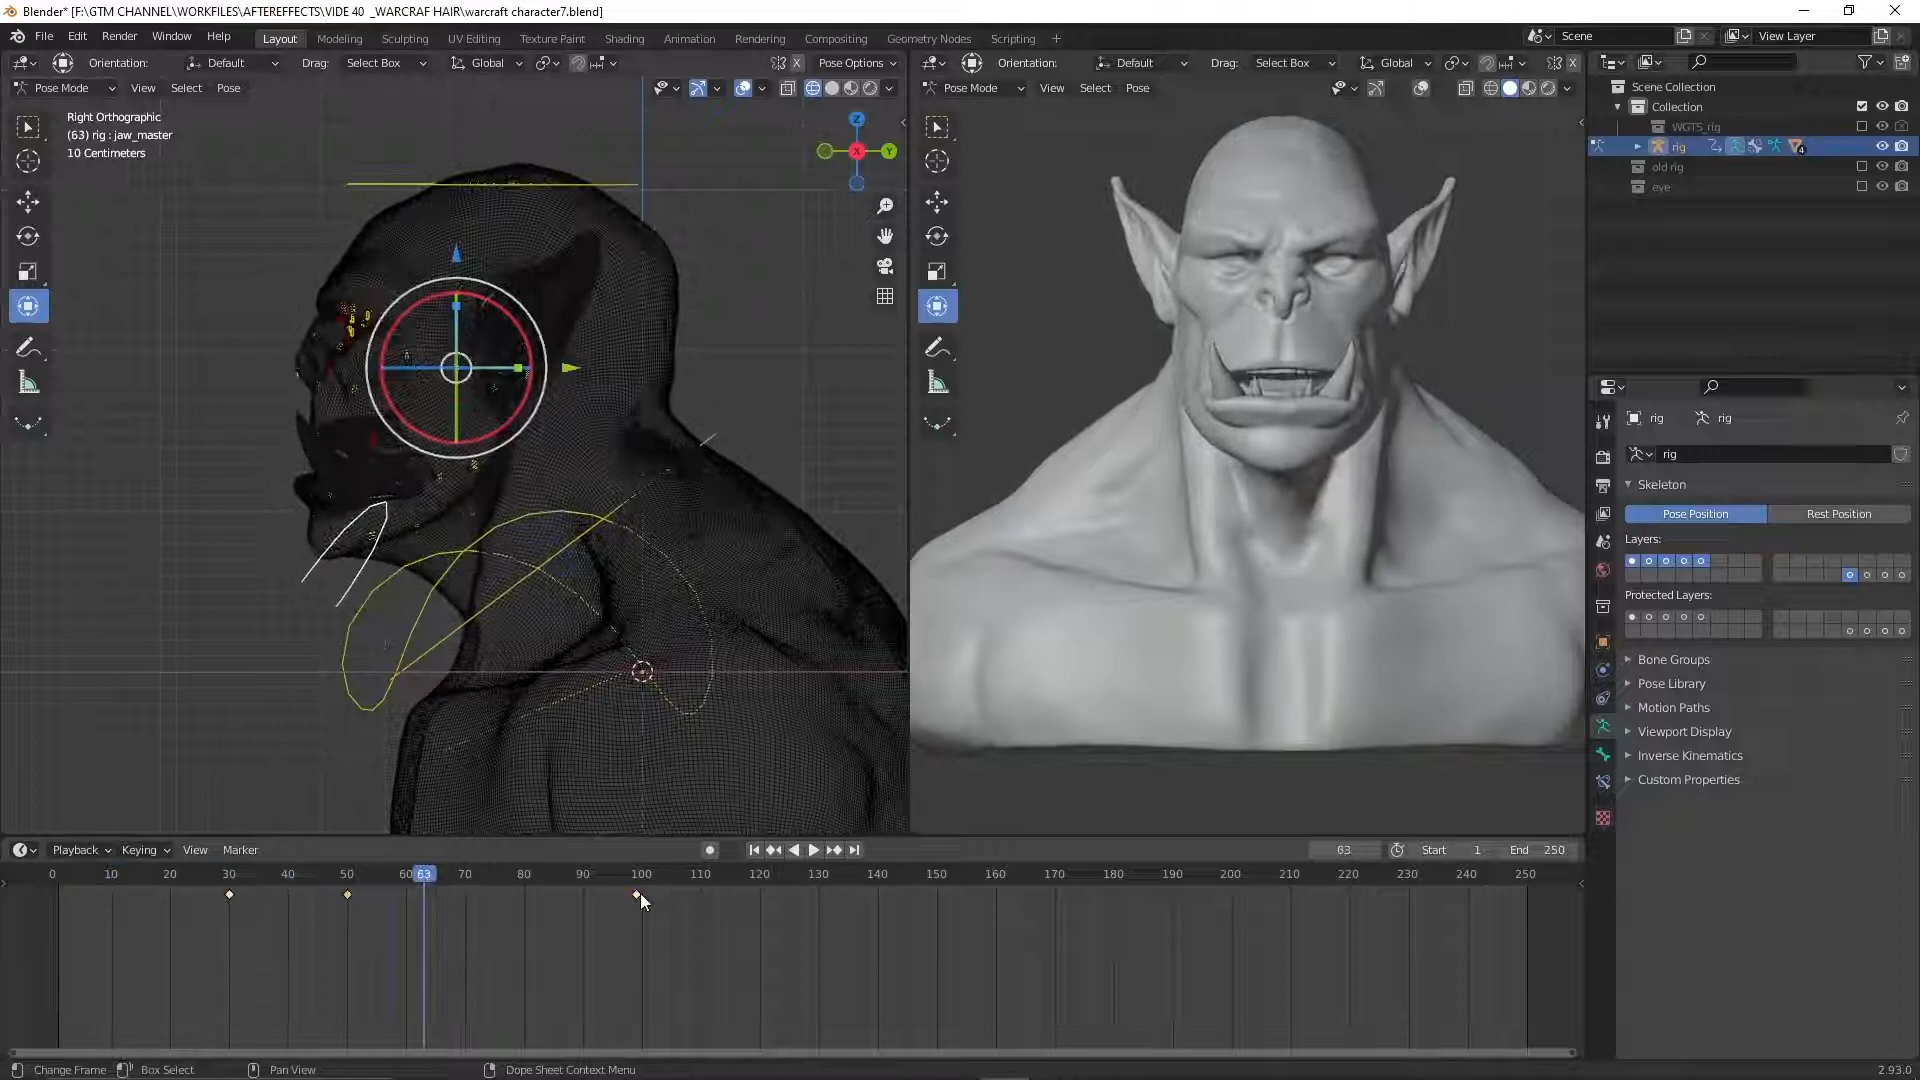 Blender* [F:\GTM CHANNEL\WORKFILES\AFTEREFFECTS\VIDE 40 _WARCRAF HAIR\warcraft character7.blend]
File Edit Render Window Help Layout Modeling Sculpting UV Editing Texture Paint Shading Animation Rendering Compositing Geometry Nodes Scripting + Scene View Layer
Orientation: Default Drag: Select Box Global X Pose Options Orientation: Default Drag: Select Box Global X
Pose Mode View Select Pose Pose Mode View Select Pose
Scene Collection
Collection
WGTS_rig
rig
4
old rig
eye
Right Orthographic
(63) rig : jaw_master
10 Centimeters
Z
X
Y
rig rig
rig
Skeleton
Pose Position Rest Position
Layers:
Protected Layers:
Bone Groups
Pose Library
Motion Paths
Viewport Display
Inverse Kinematics
Custom Properties
Playback Keying View Marker 63 Start 1 End 250
0 10 20 30 40 50 60 63 70 80 90 100 110 120 130 140 150 160 170 180 190 200 210 220 230 240 250
Change Frame Box Select Pan View Dope Sheet Context Menu 2.93.0